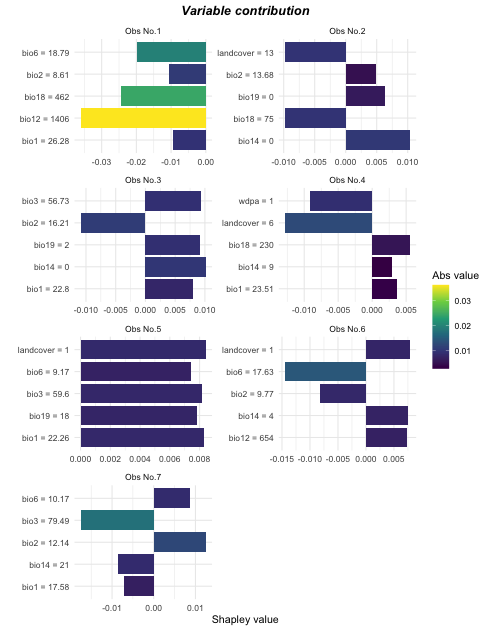 Variable contribution
Obs No.1
bio6 = 18.79
bio2 = 8.61
bio18 = 462
bio12 = 1406
bio1 = 26.28
-0.03 -0.02 -0.01 0.00
Obs No.2
landcover = 13
bio2 = 13.68
bio19 = 0
bio18 = 75
bio14 = 0
-0.010 -0.005 0.000 0.005 0.010
Obs No.3
bio3 = 56.73
bio2 = 16.21
bio19 = 2
bio14 = 0
bio1 = 22.8
-0.010 -0.005 0.000 0.005 0.010
Obs No.4
wdpa = 1
landcover = 6
bio18 = 230
bio14 = 9
bio1 = 23.51
-0.010 -0.005 0.000 0.005
Obs No.5
landcover = 1
bio6 = 9.17
bio3 = 59.6
bio19 = 18
bio1 = 22.26
0.000 0.002 0.004 0.006 0.008
Obs No.6
landcover = 1
bio6 = 17.63
bio2 = 9.77
bio14 = 4
bio12 = 654
-0.015 -0.010 -0.005 0.000 0.005
Obs No.7
bio6 = 10.17
bio3 = 79.49
bio2 = 12.14
bio14 = 21
bio1 = 17.58
-0.01 0.00 0.01
Shapley value
Abs value
0.03
0.02
0.01